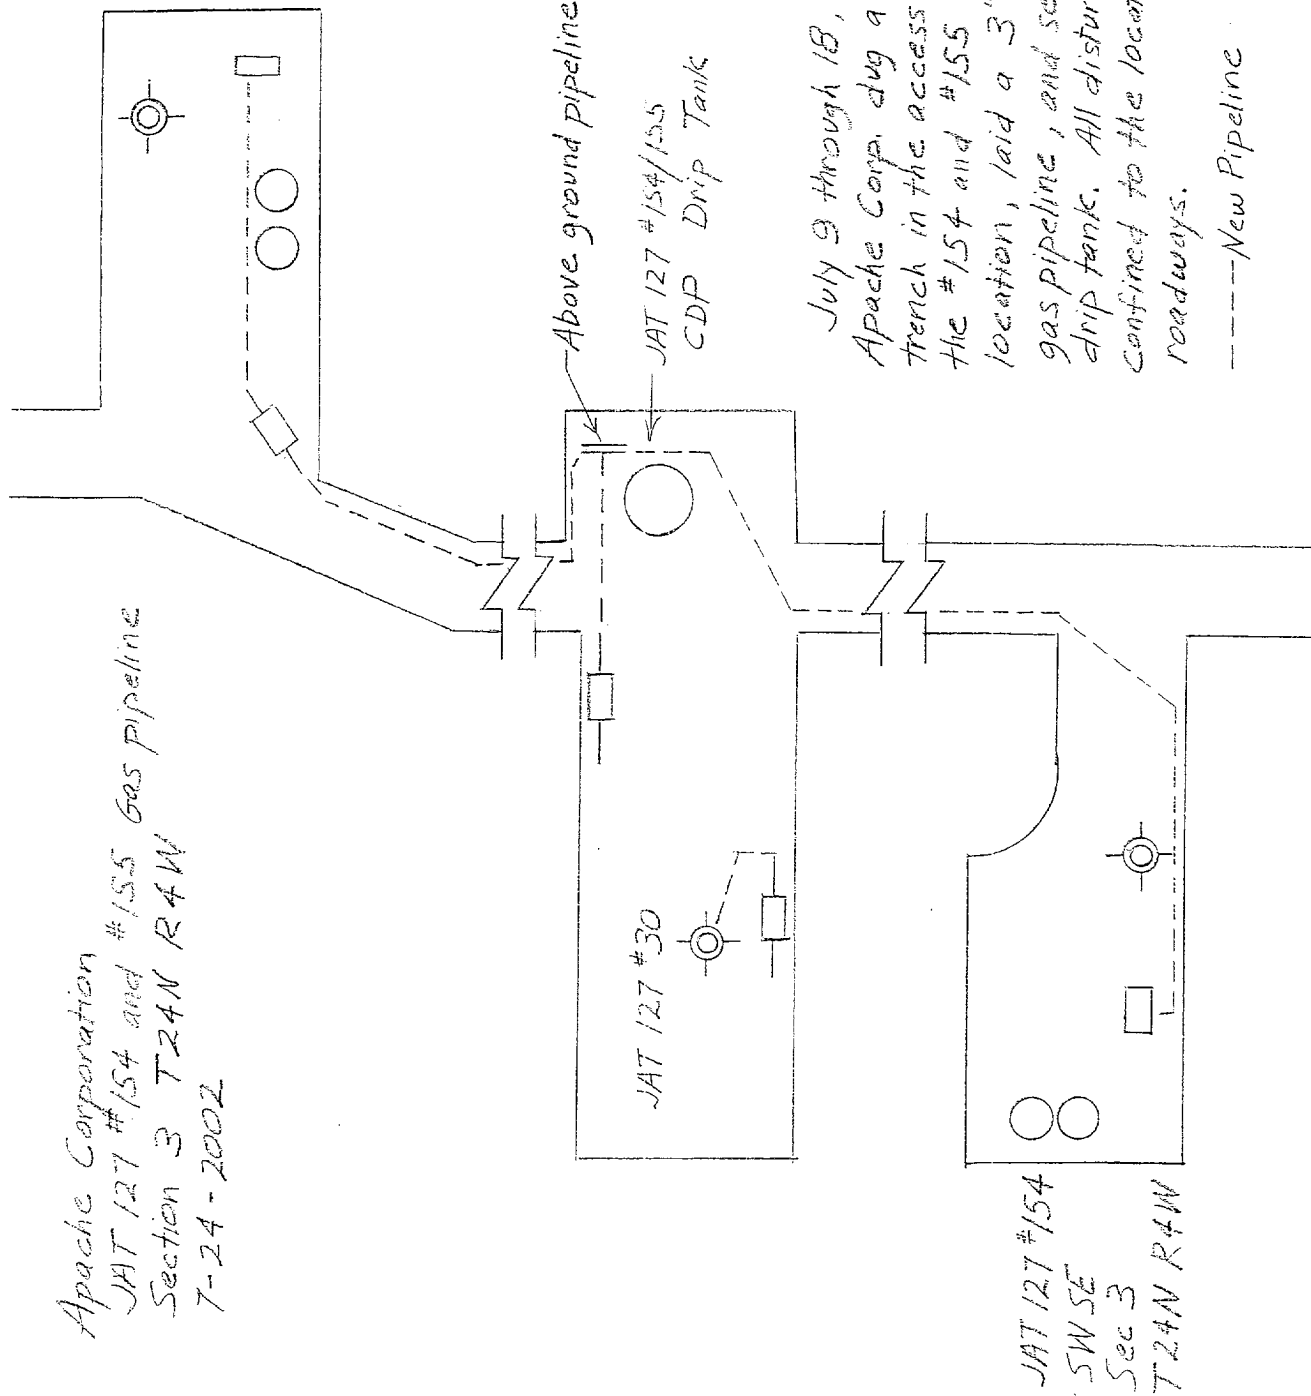 Apache Corporation
JAT 127 #154 and #155 Gas pipeline
Section 3 T24N R4W
7-24-2002
Above ground pipeline
JAT 127 #154/155
CDP Drip Tank
July 9 through 18,
Apache Corp. dug a
trench in the access
the #154 and #155
location, laid a 3"
gas pipeline, and se
drip tank. All distur
confined to the locat
roadways.
----New Pipeline
JAT 127 #30
JAT 127 #154
SWSE
Sec 3
T24N R4W